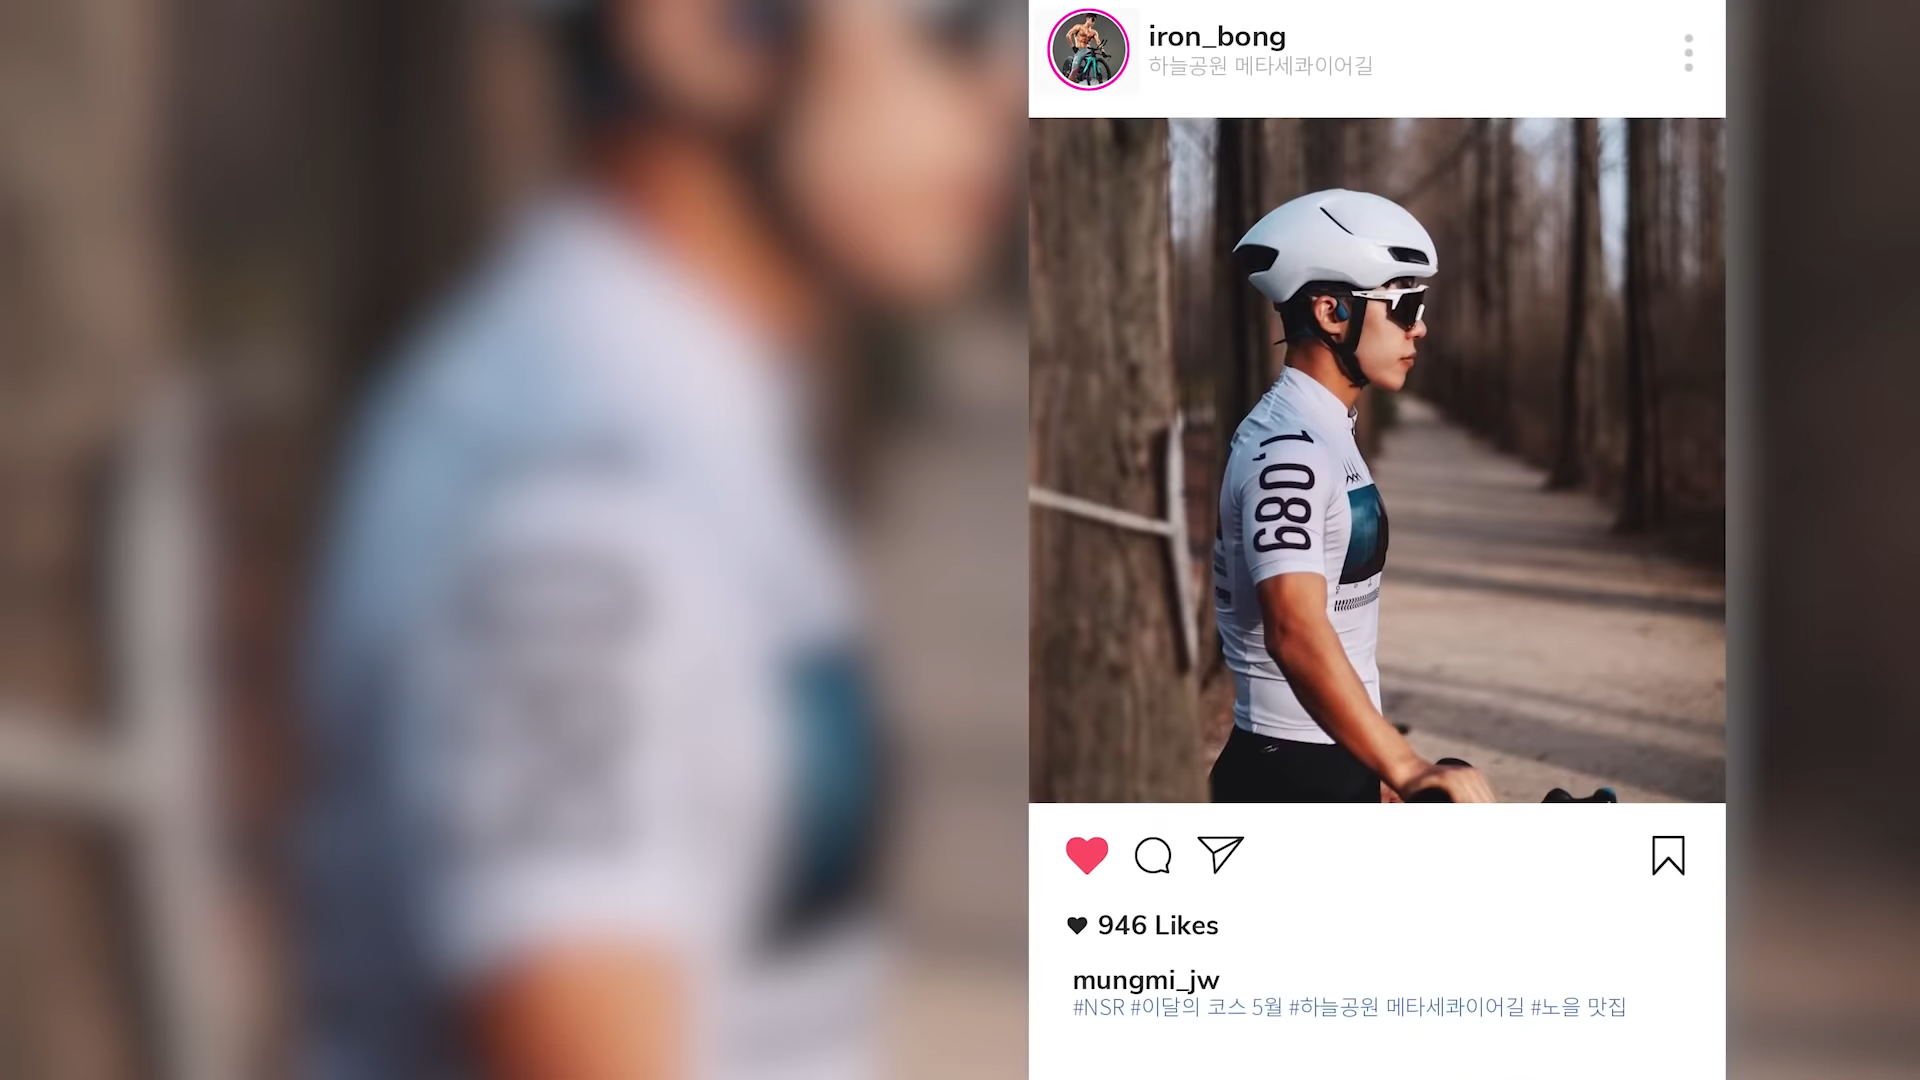 iron_bong
하늘공원 메타세콰이어길
1,089
946 Likes
mungmi_jw
#NSR #이달의 코스 5월 #하늘공원 메타세콰이어길 #노을 맛집